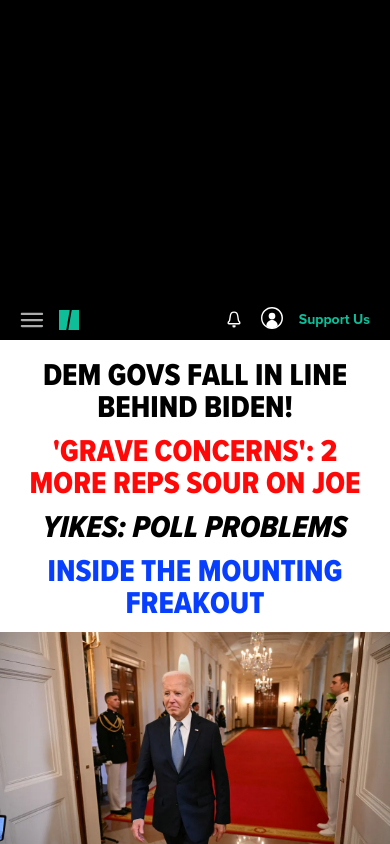 Support Us
DEM GOVS FALL IN LINE
BEHIND BIDEN!
'GRAVE CONCERNS': 2
MORE REPS SOUR ON JOE
YIKES: POLL PROBLEMS
INSIDE THE MOUNTING
FREAKOUT